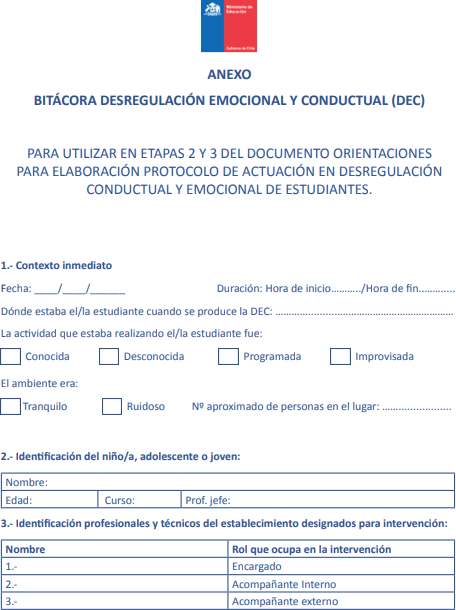 Ministerio de
Educación
Gobierno de Chile
ANEXO
BITÁCORA DESREGULACIÓN EMOCIONAL Y CONDUCTUAL (DEC)
PARA UTILIZAR EN ETAPAS 2 Y 3 DEL DOCUMENTO ORIENTACIONES
PARA ELABORACIÓN PROTOCOLO DE ACTUACIÓN EN DESREGULACIÓN
CONDUCTUAL Y EMOCIONAL DE ESTUDIANTES.
1.- Contexto inmediato
Fecha: ____/____/______ Duración: Hora de inicio.........../Hora de fin.............
Dónde estaba el/la estudiante cuando se produce la DEC: ……………………………………………………
La actividad que estaba realizando el/la estudiante fue:
Conocida Desconocida Programada Improvisada
El ambiente era:
Tranquilo Ruidoso Nº aproximado de personas en el lugar: ……………………
2.- Identificación del niño/a, adolescente o joven:
Nombre:
Edad: Curso: Prof. jefe:
3.- Identificación profesionales y técnicos del establecimiento designados para intervención:
Nombre Rol que ocupa en la intervención
1.- Encargado
2.- Acompañante Interno
3.- Acompañante externo